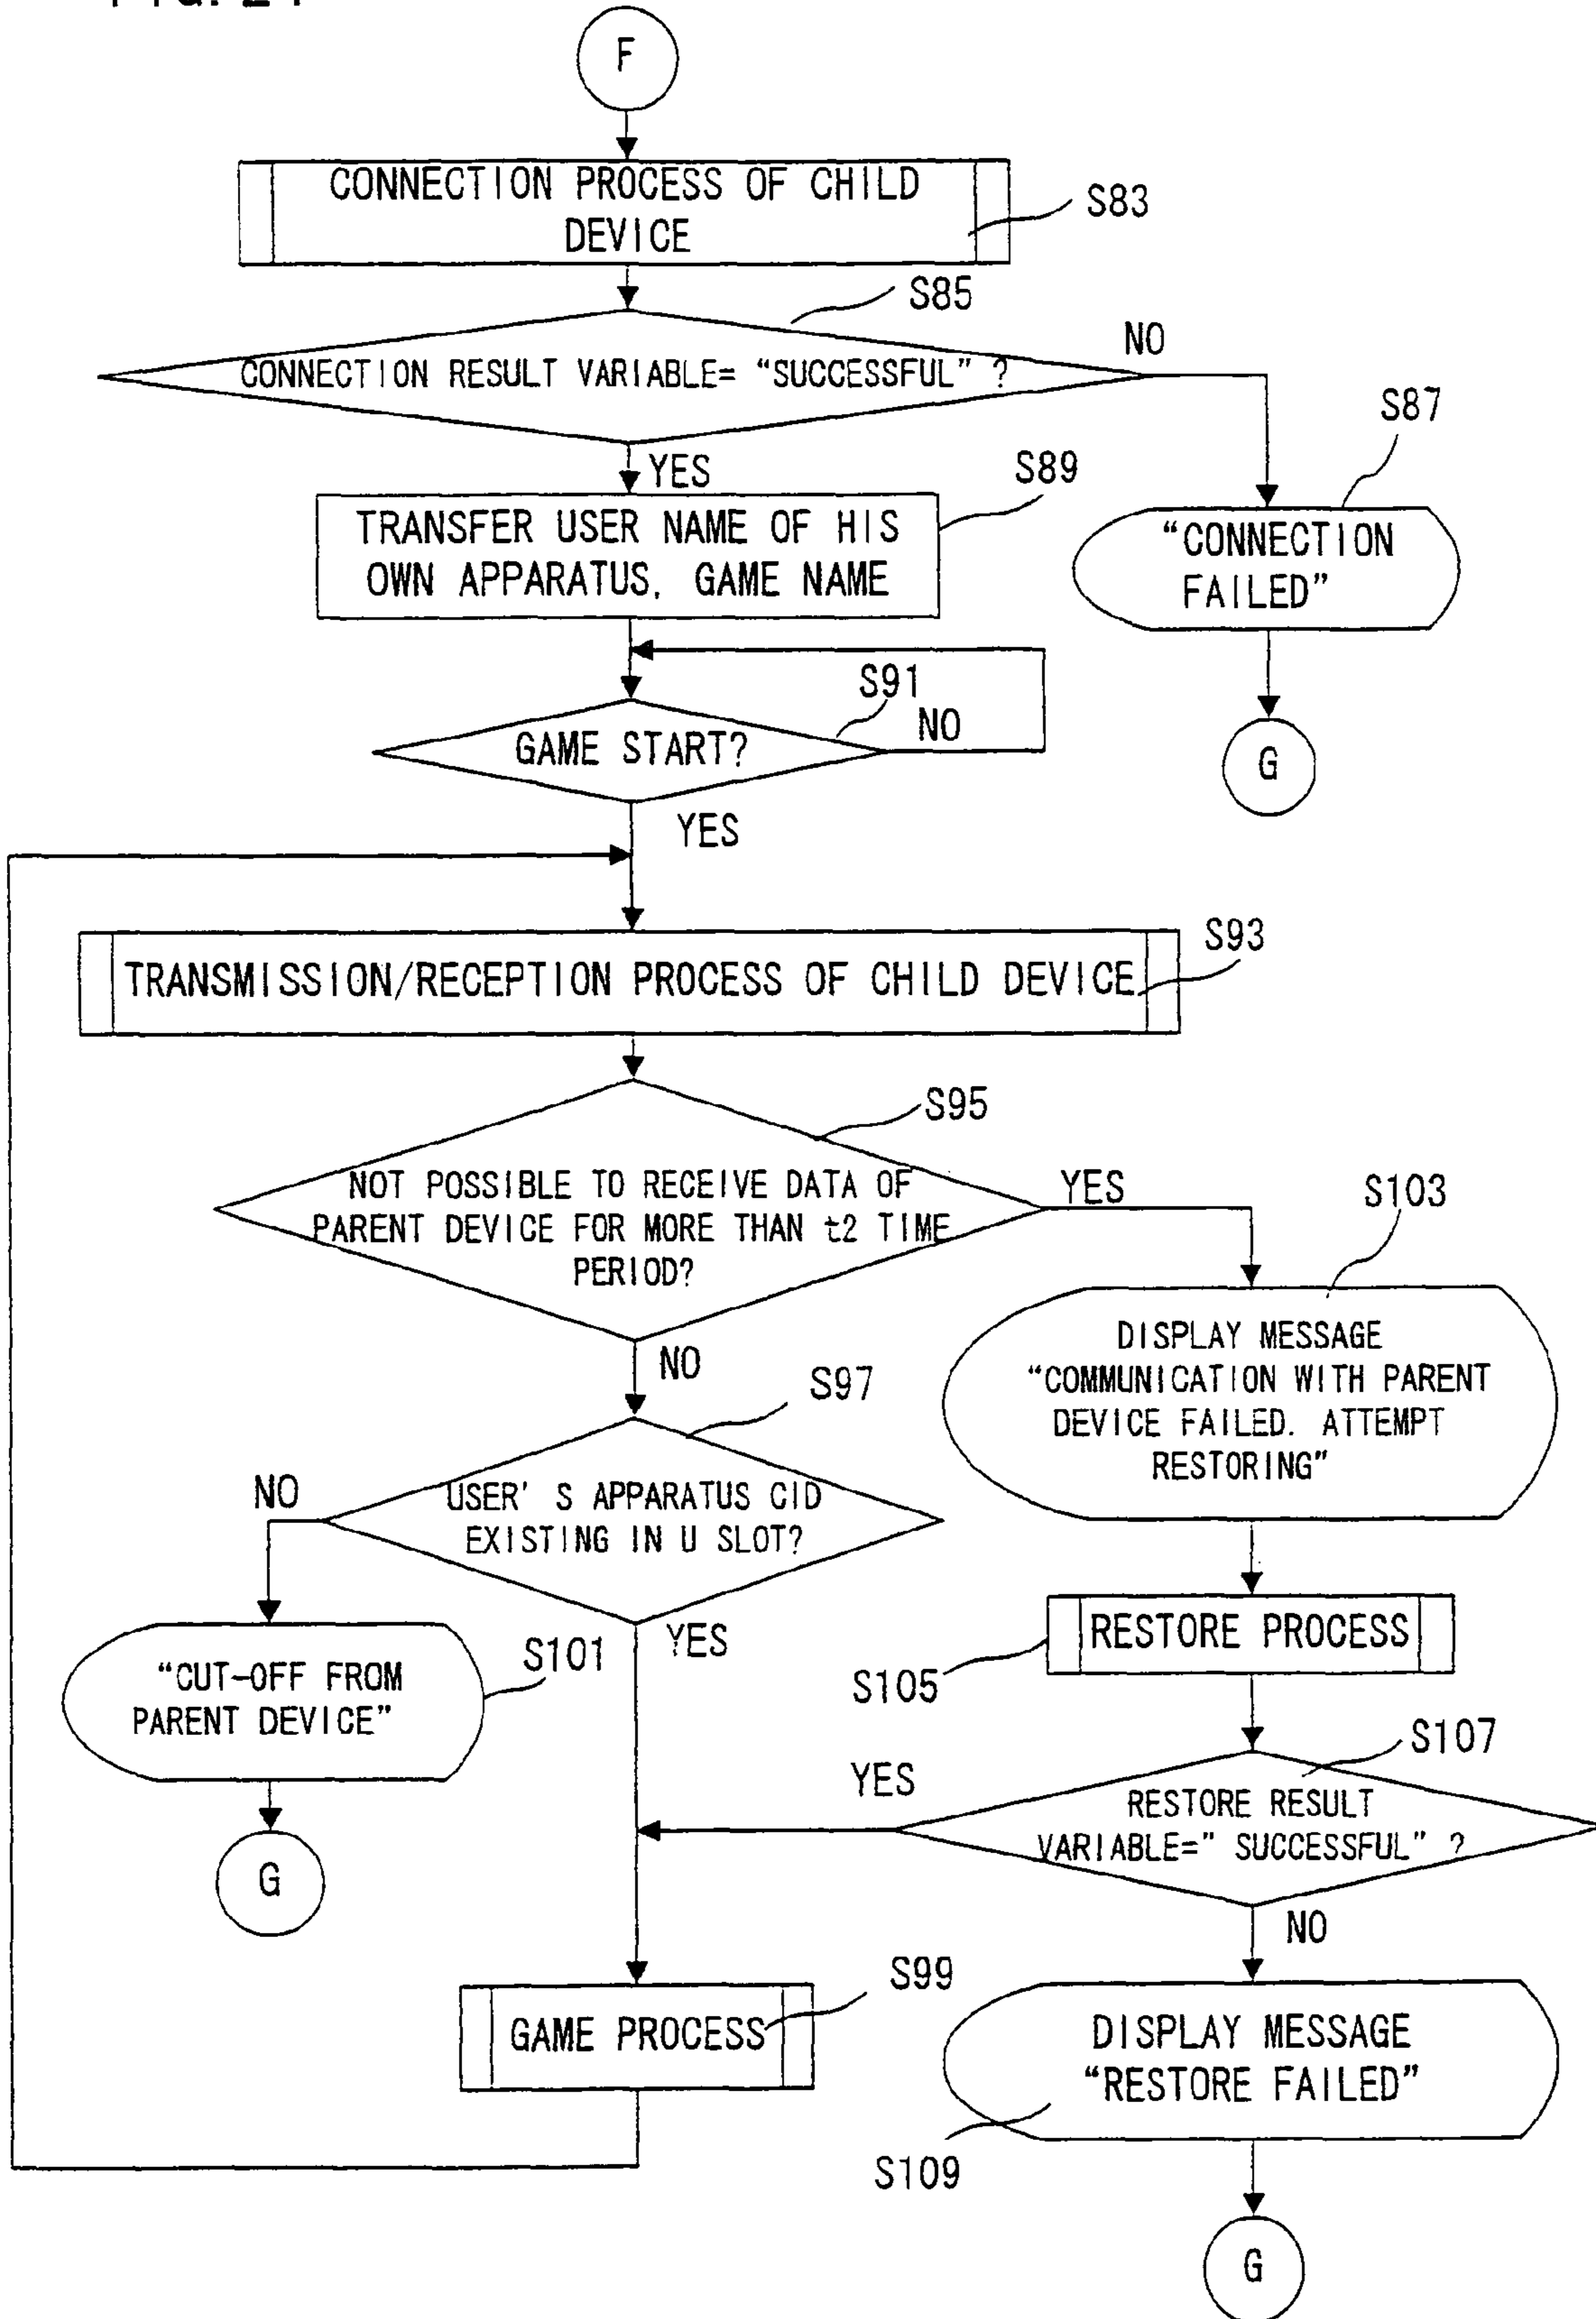 F
CONNECTION PROCESS OF CHILD
DEVICE
S83
S85
CONNECTION RESULT VARIABLE= “SUCCESSFUL” ?
NO
S87
YES
S89
TRANSFER USER NAME OF HIS
OWN APPARATUS, GAME NAME
“CONNECTION
FAILED”
S91
NO
GAME START?
G
YES
S93
TRANSMISSION/RECEPTION PROCESS OF CHILD DEVICE
S95
NOT POSSIBLE TO RECEIVE DATA OF
PARENT DEVICE FOR MORE THAN t2 TIME
PERIOD?
YES
S103
NO
DISPLAY MESSAGE
“COMMUNICATION WITH PARENT
DEVICE FAILED. ATTEMPT
RESTORING”
S97
NO
USER' S APPARATUS CID
EXISTING IN U SLOT?
YES
“CUT-OFF FROM
PARENT DEVICE”
S101
RESTORE PROCESS
S105
S107
YES
RESTORE RESULT
VARIABLE=” SUCCESSFUL” ?
G
NO
S99
GAME PROCESS
DISPLAY MESSAGE
“RESTORE FAILED”
S109
G